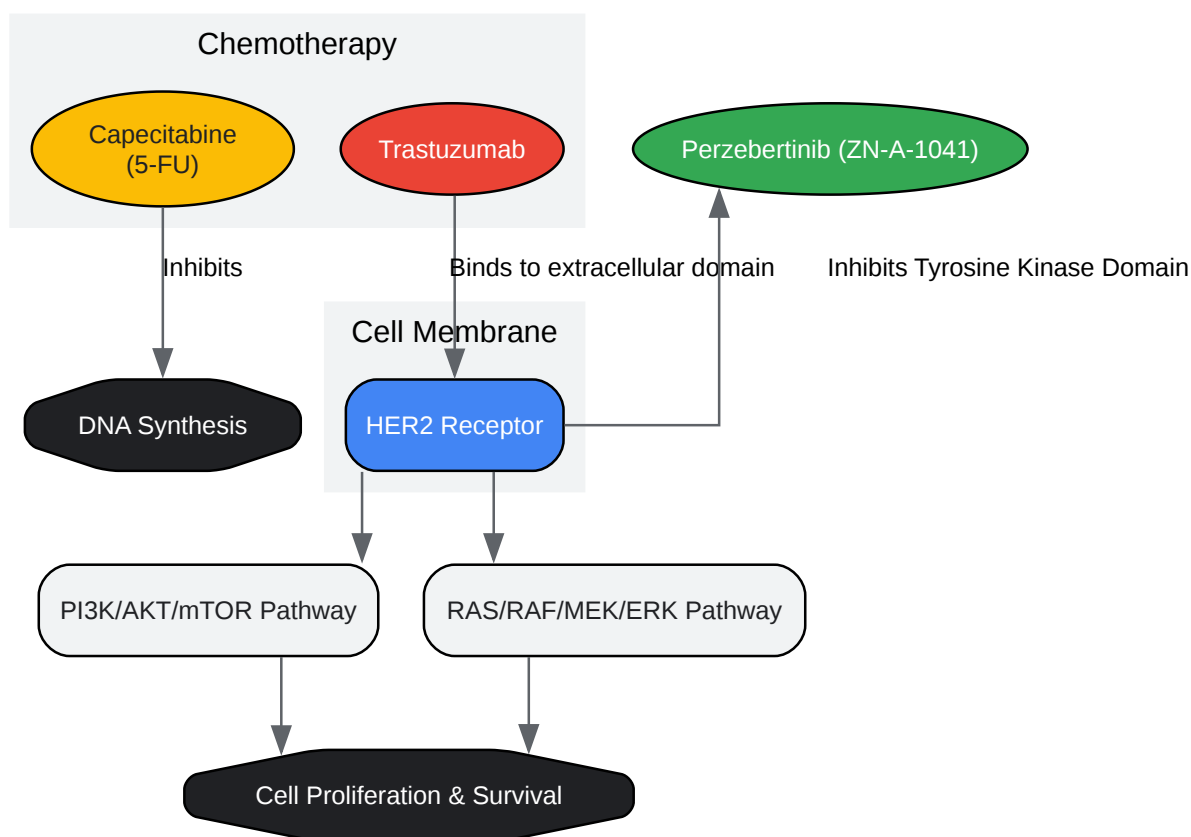 Chemotherapy
Capecitabine
(5-FU)
Trastuzumab
Perzebertinib (ZN-A-1041)
Inhibits
Binds to extracellular domain
Inhibits Tyrosine Kinase Domain
Cell Membrane
DNA Synthesis
HER2 Receptor
PI3K/AKT/mTOR Pathway
RAS/RAF/MEK/ERK Pathway
Cell Proliferation & Survival